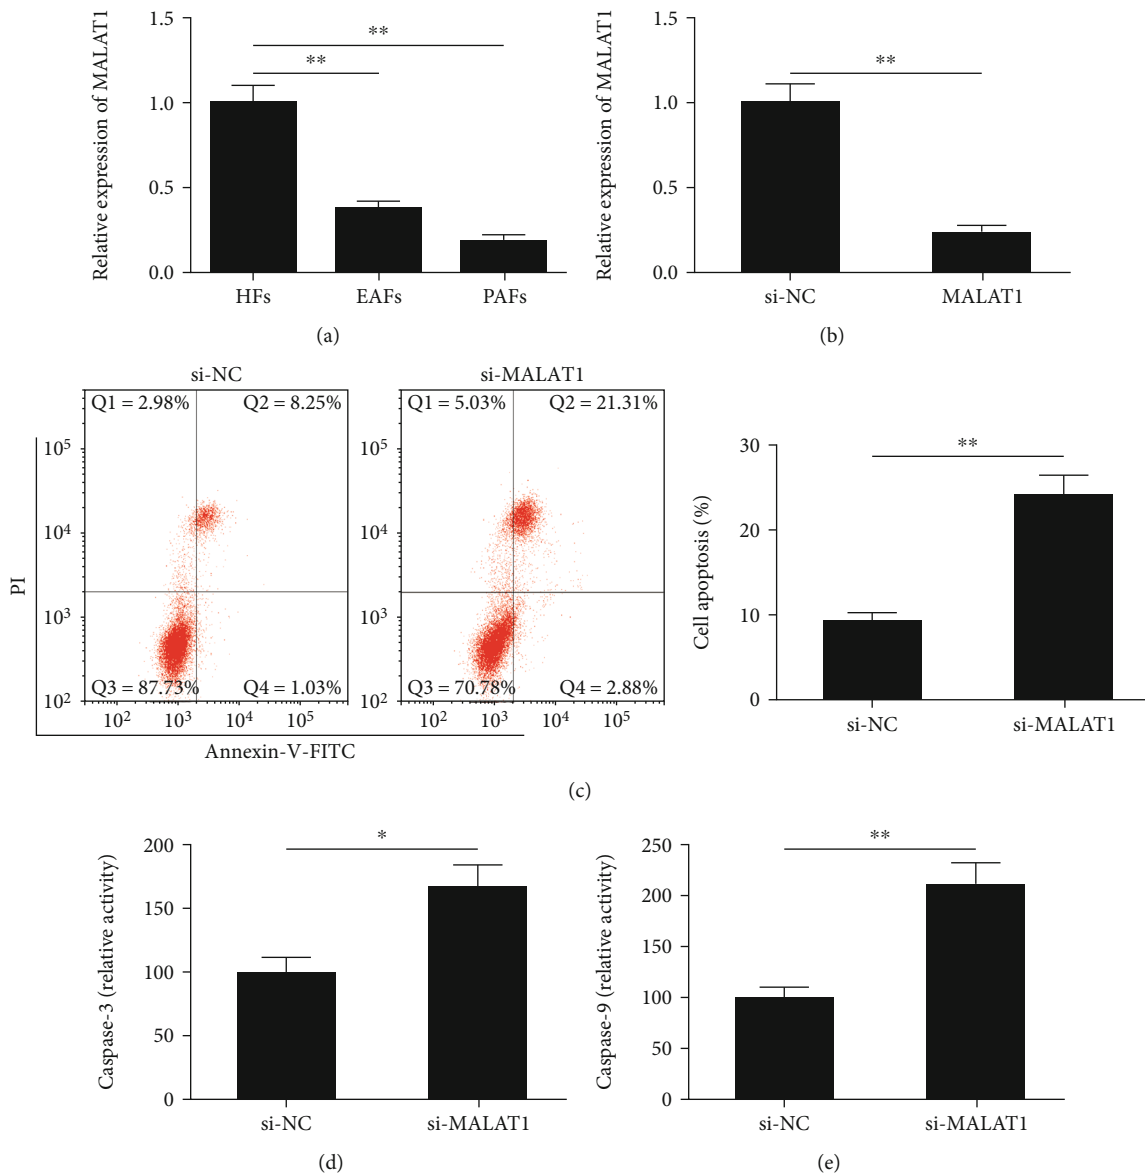 Relative expression of MALAT1
1.5
1.0
0.5
0.0
**
**
HFs
EAFs
PAFs
(a)
Relative expression of MALAT1
1.5
1.0
0.5
0.0
**
si-NC
MALAT1
(b)
si-NC
Q1 = 2.98%
Q2 = 8.25%
Q3 = 87.73%
Q4 = 1.03%
10⁵
10⁴
10³
10²
10² 10³ 10⁴ 10⁵
si-MALAT1
Q1 = 5.03%
Q2 = 21.31%
Q3 = 70.78%
Q4 = 2.88%
10⁵
10⁴
10³
10²
10² 10³ 10⁴ 10⁵
PI
Annexin-V-FITC
Cell apoptosis (%)
30
20
10
0
**
si-NC
si-MALAT1
(c)
Caspase-3 (relative activity)
200
150
100
50
0
*
si-NC
si-MALAT1
(d)
Caspase-9 (relative activity)
250
200
150
100
50
0
**
si-NC
si-MALAT1
(e)